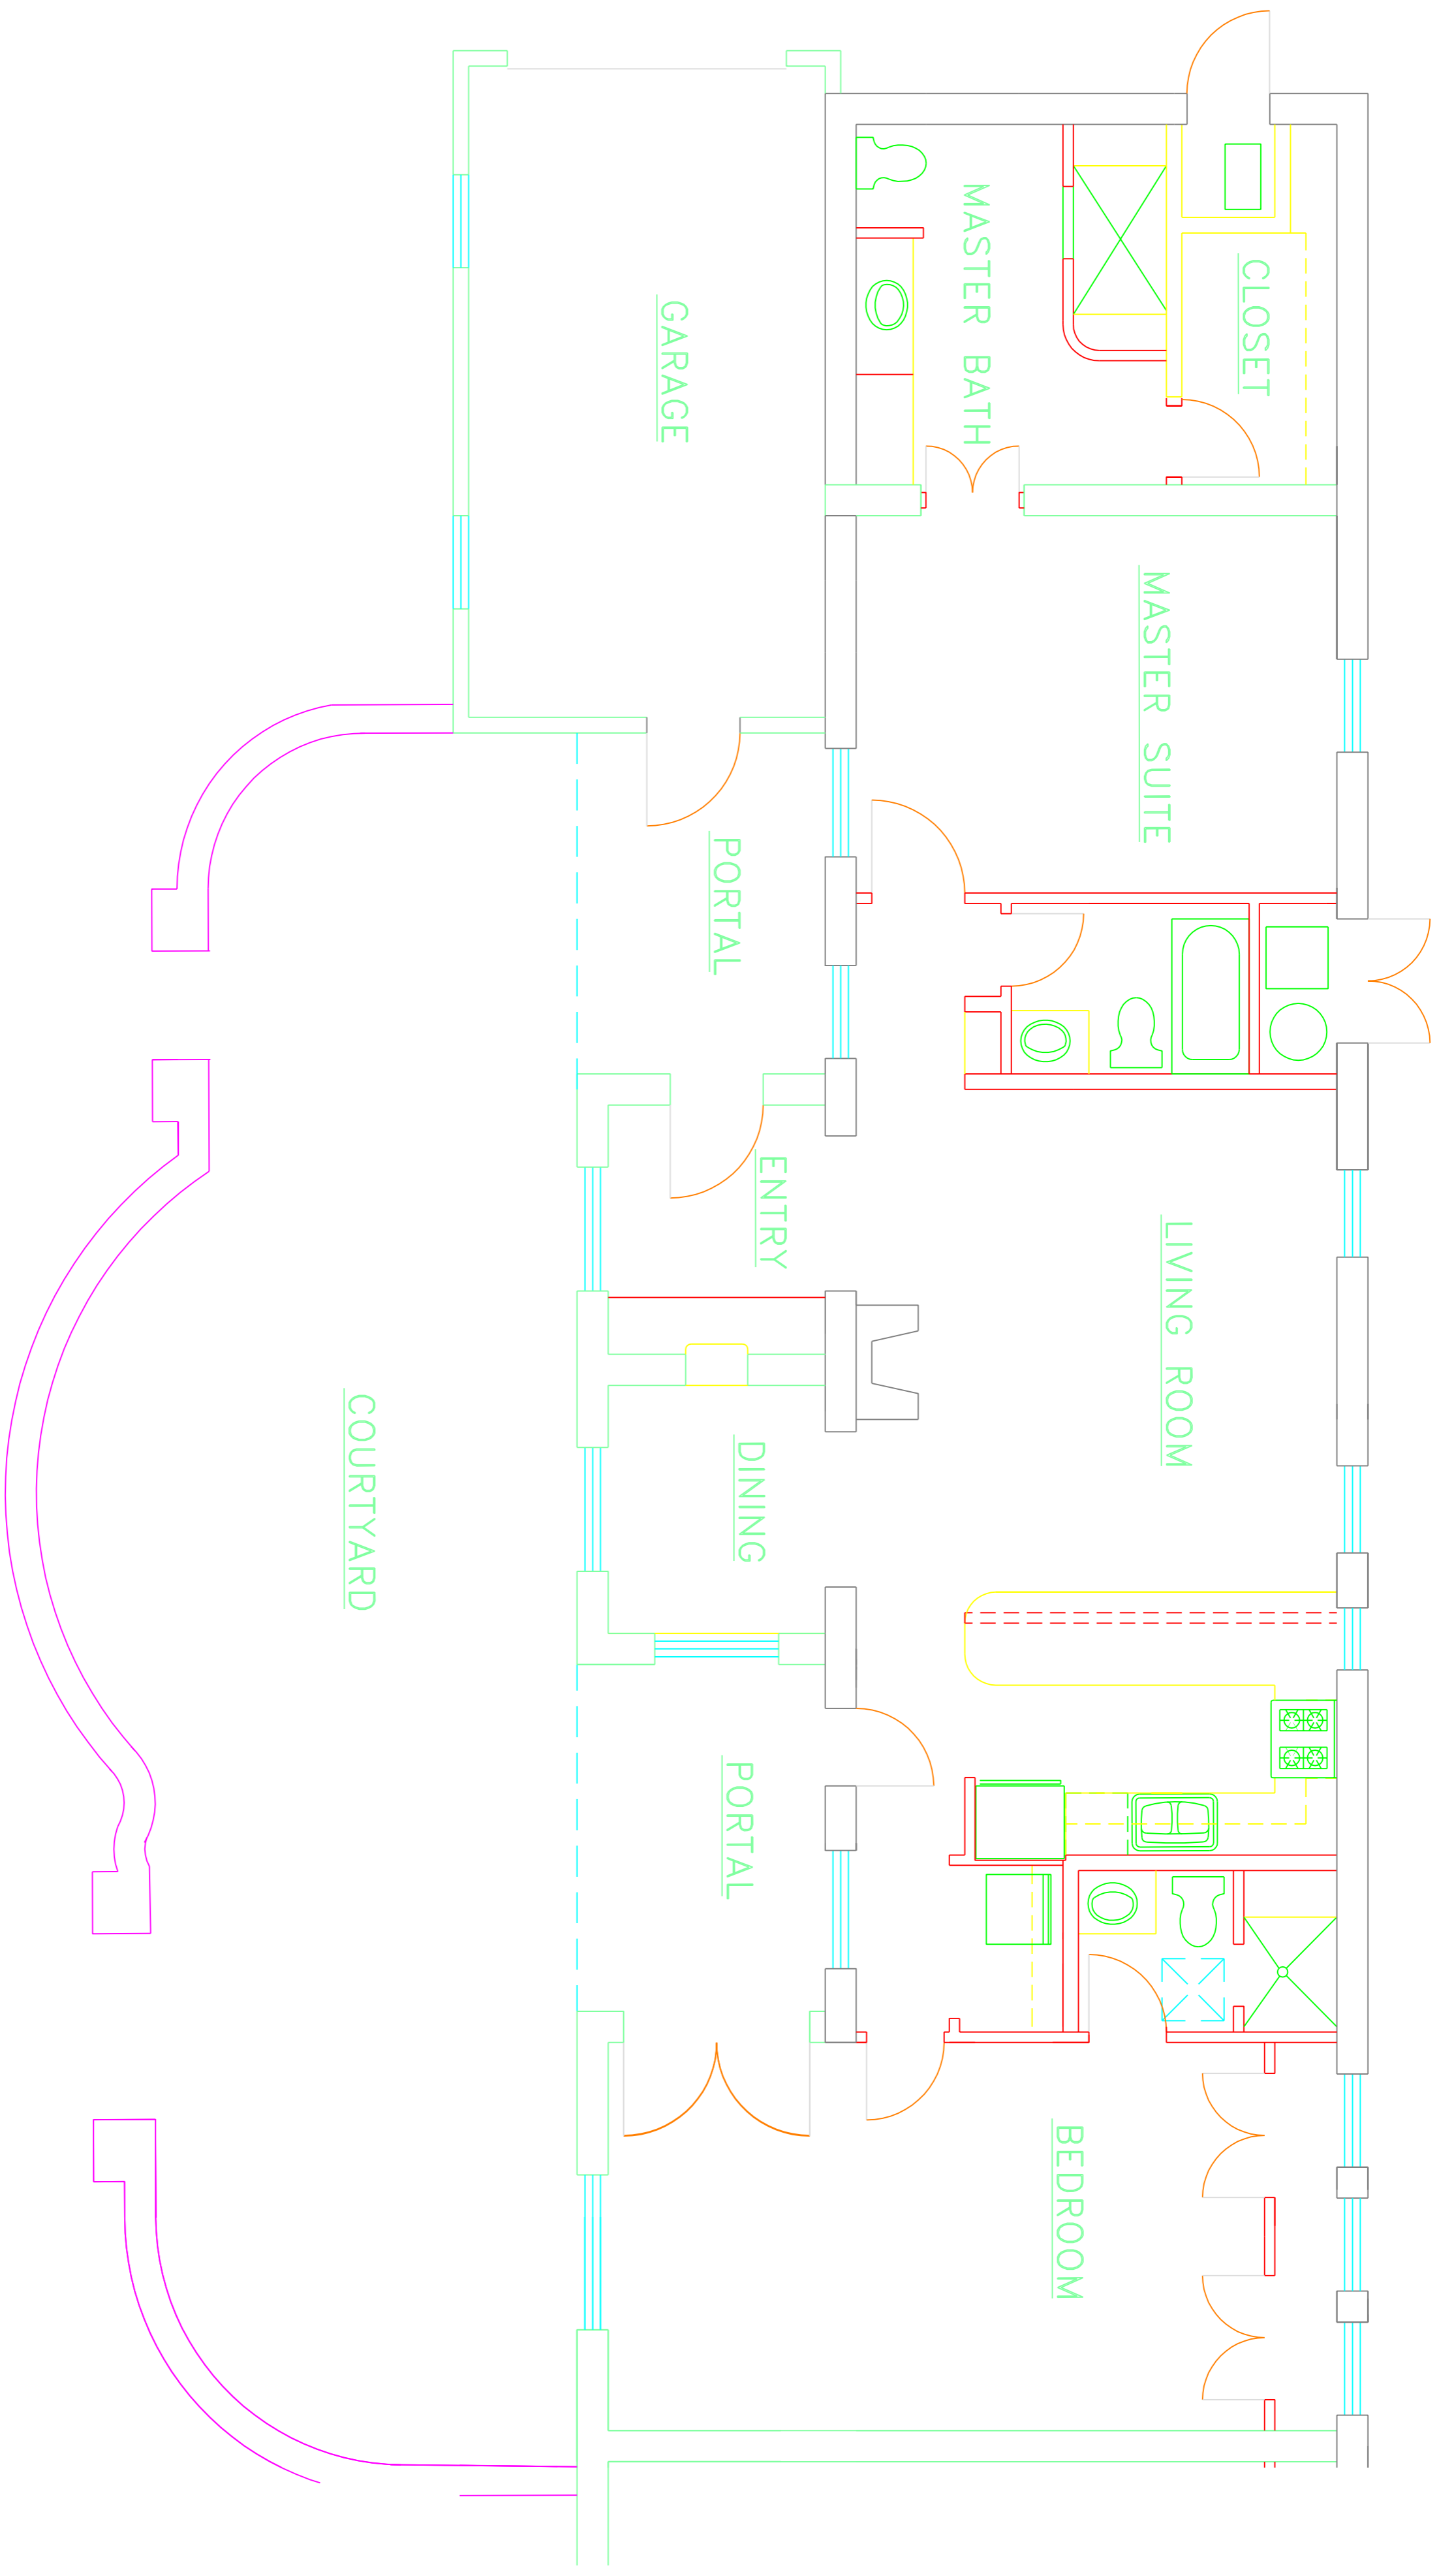 CLOSET
MASTER BATH
GARAGE
MASTER SUITE
PORTAL
ENTRY
LIVING ROOM
DINING
COURTYARD
PORTAL
BEDROOM